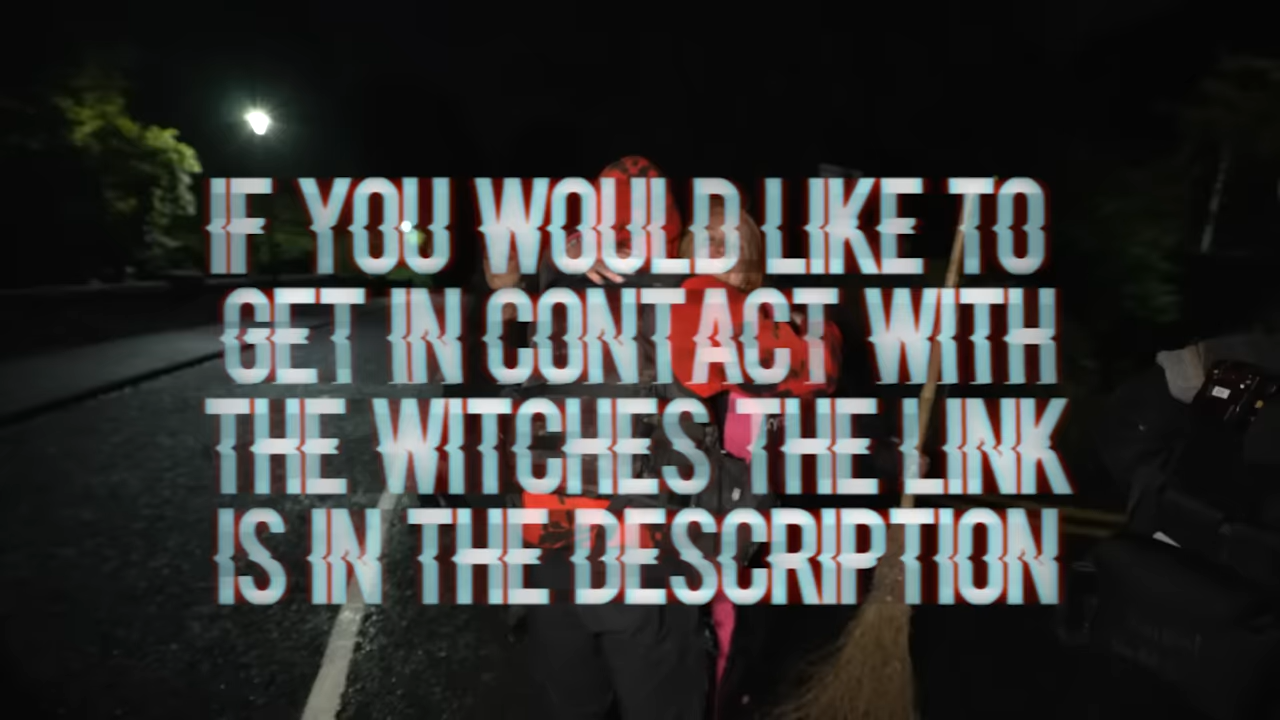 IF YOU WOULD LIKE TO
GET IN CONTACT WITH
THE WITCHES THE LINK
IS IN THE DESCRIPTION